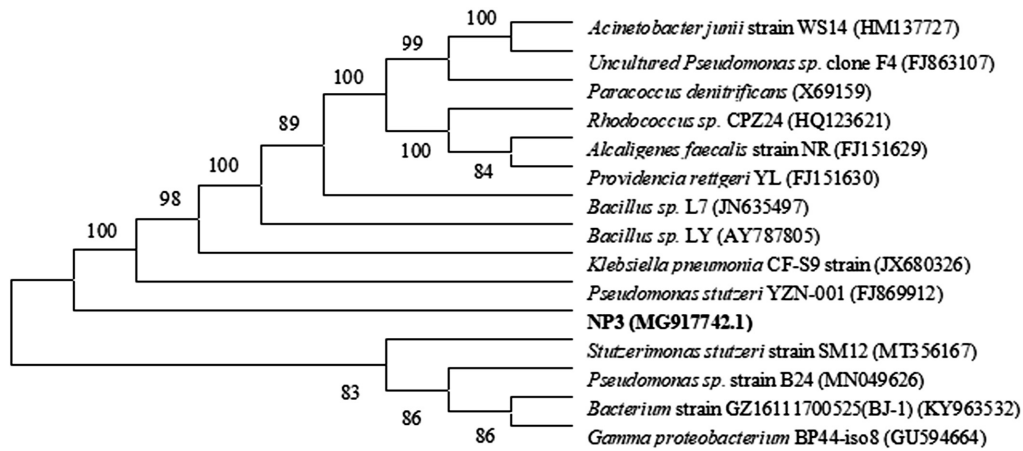 100
Acinetobacter junii strain WS14 (HM137727)
99
Uncultured Pseudomonas sp. clone F4 (FJ863107)
100
Paracoccus denitrificans (X69159)
89
Rhodococcus sp. CPZ24 (HQ123621)
100
Alcaligenes faecalis strain NR (FJ151629)
100
84
Providencia rettgeri YL (FJ151630)
98
Bacillus sp. L7 (JN635497)
100
Bacillus sp. LY (AY787805)
Klebsiella pneumonia CF-S9 strain (JX680326)
Pseudomonas stutzeri YZN-001 (FJ869912)
NP3 (MG917742.1)
Stutzerimonas stutzeri strain SM12 (MT356167)
83
Pseudomonas sp. strain B24 (MN049626)
86
Bacterium strain GZ16111700525(BJ-1) (KY963532)
86
Gamma proteobacterium BP44-iso8 (GU594664)